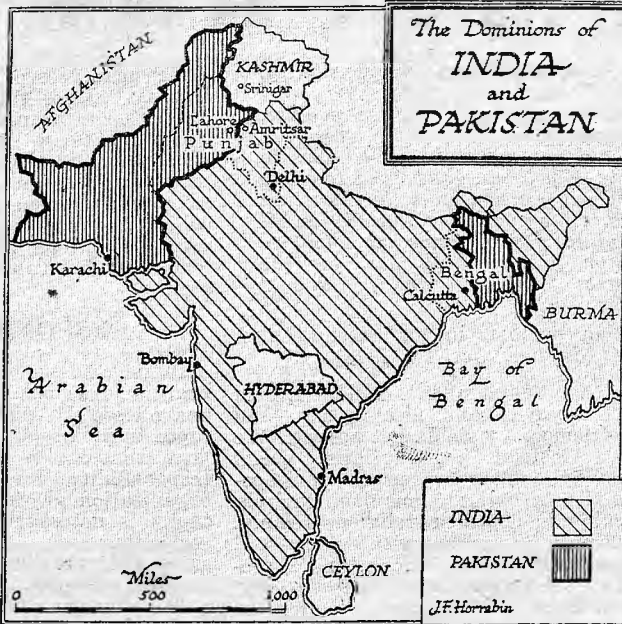 The Dominions of
INDIA
and
PAKISTAN
AFGHANISTAN
KASHMIR
Srinigar
Lahore
Amritsar
Punjab
Delhi
Karachi
Bengal
Calcutta
BURMA
Bombay
HYDERABAD
Arabian
Sea
Bay of
Bengal
Madras
CEYLON
INDIA
PAKISTAN
J.F. Horrabin
Miles
0 500 1,000